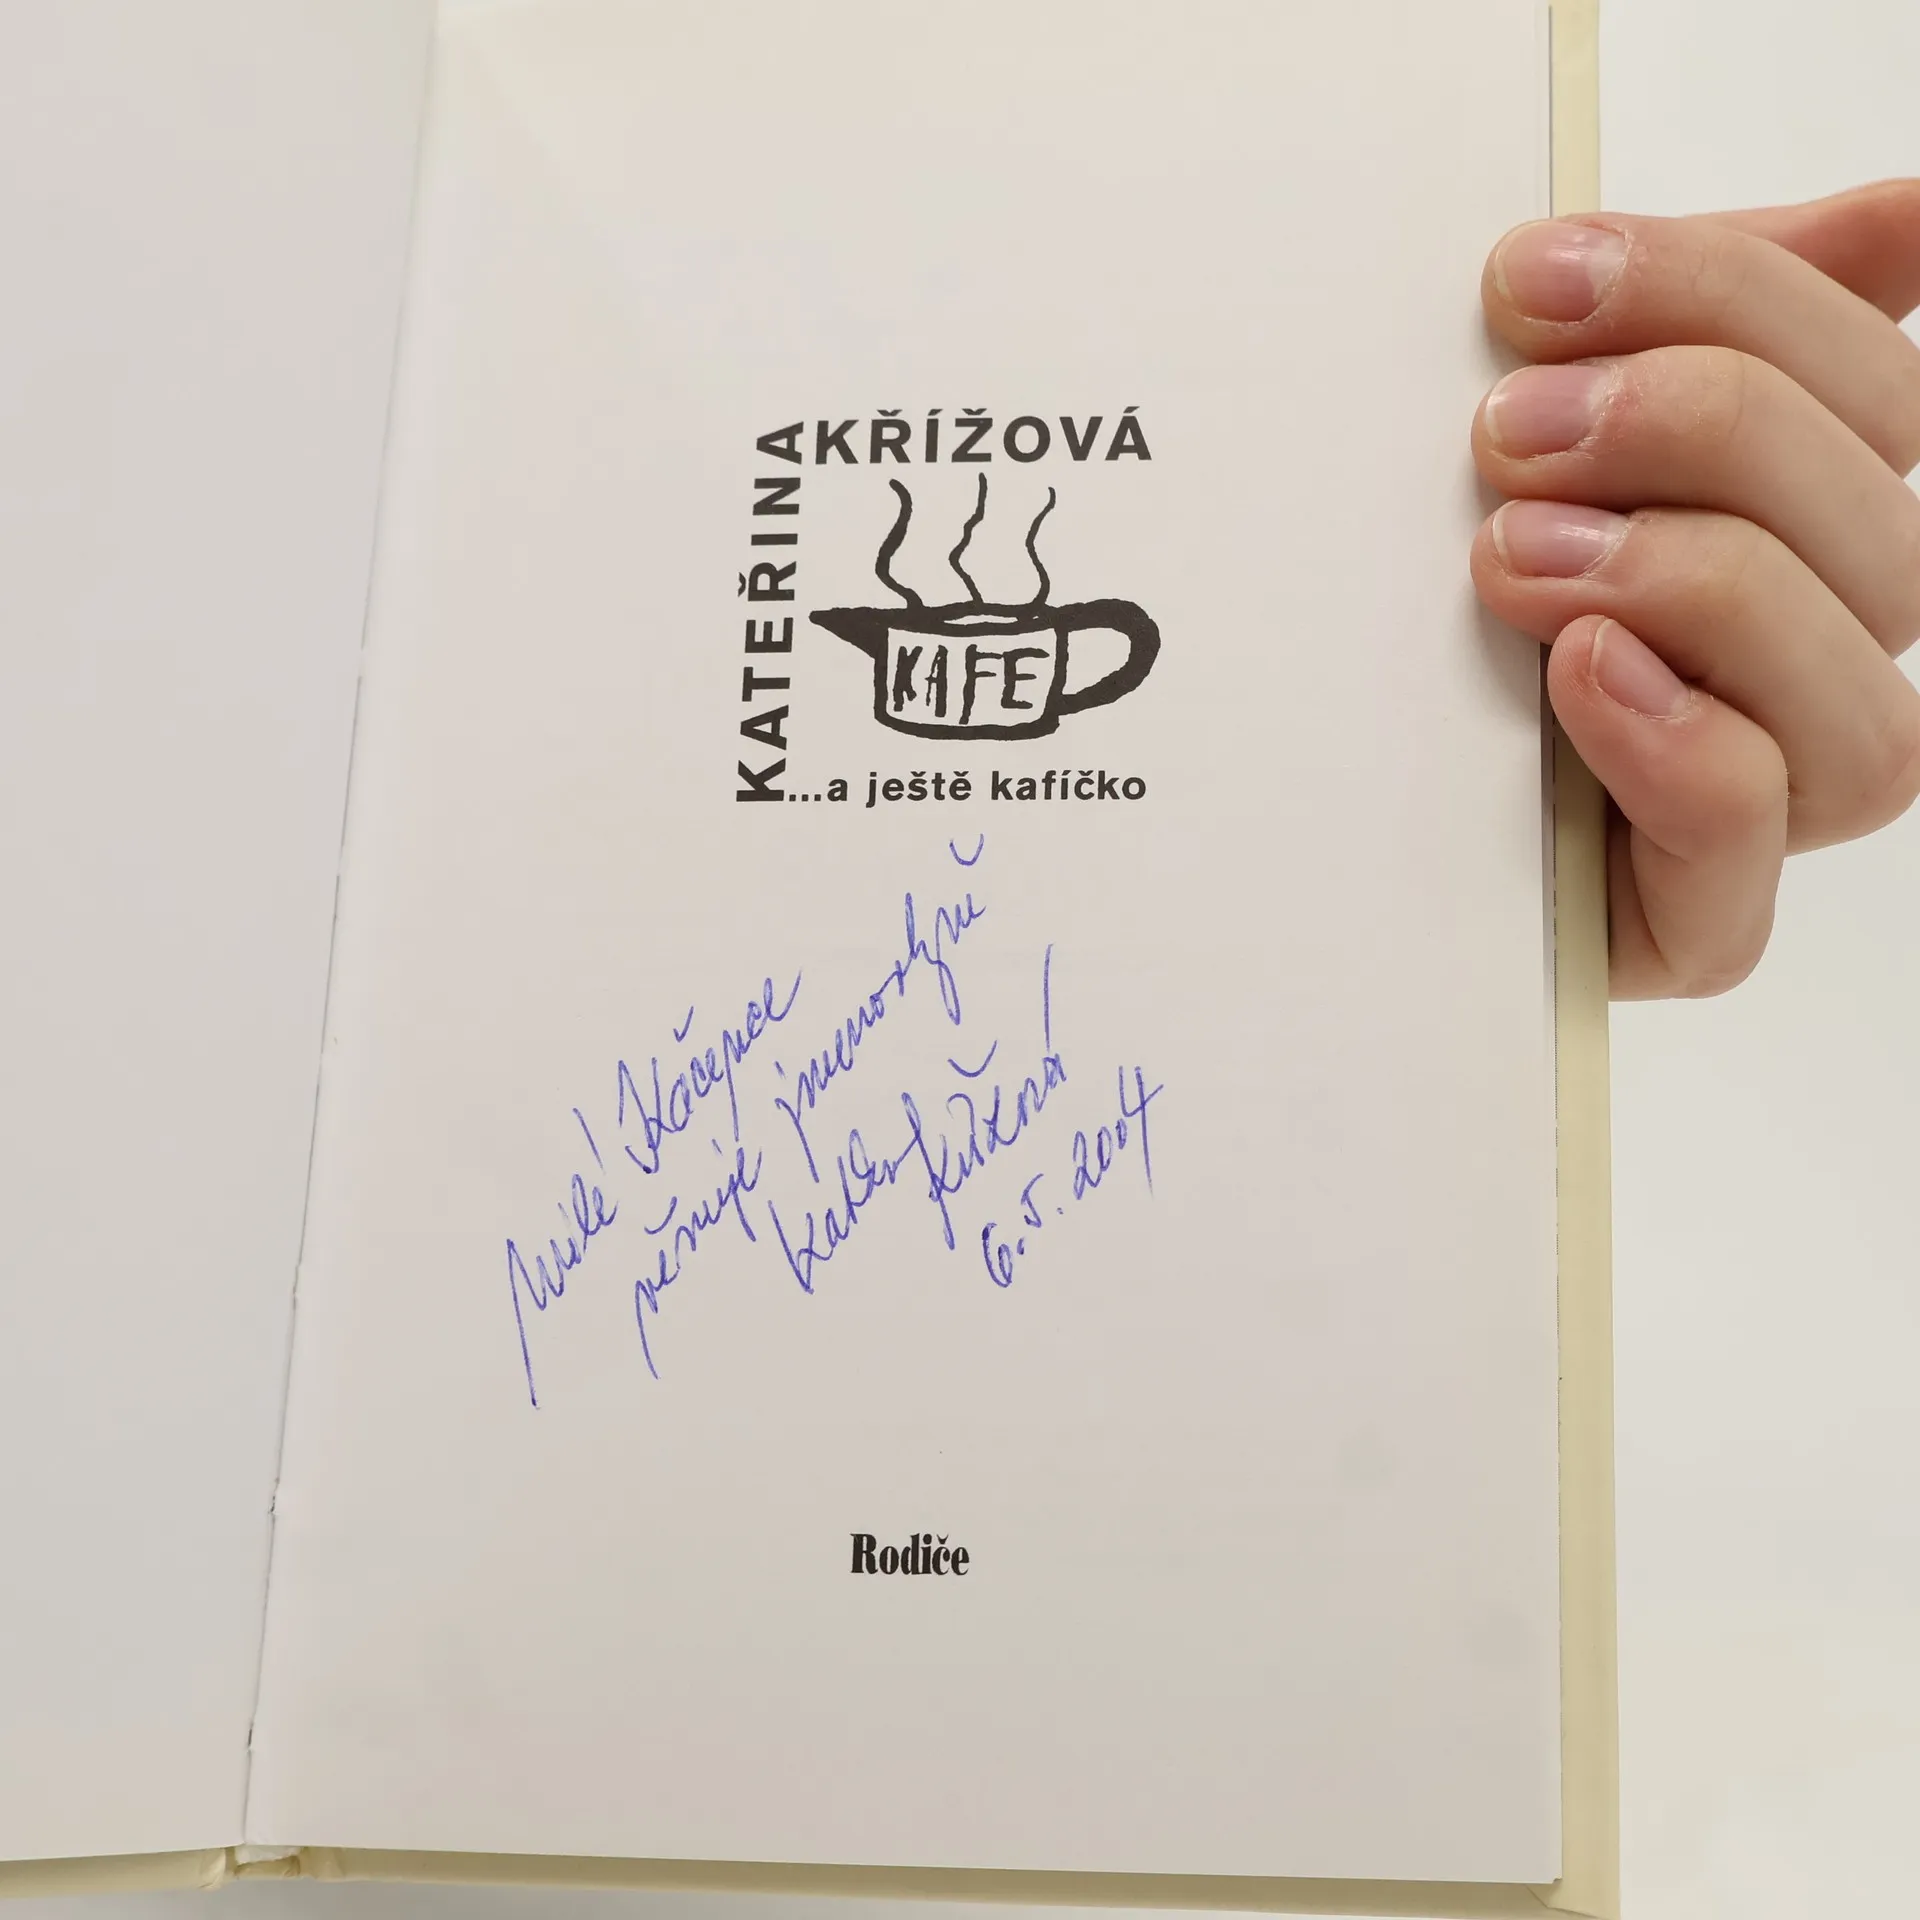 KATEŘINA KŘÍŽOVÁ
KAFE
...a ještě kafíčko
Milé Kačence
věnuje jmenovkyně
Kateřina Křížová
6.5.2004
Rodiče